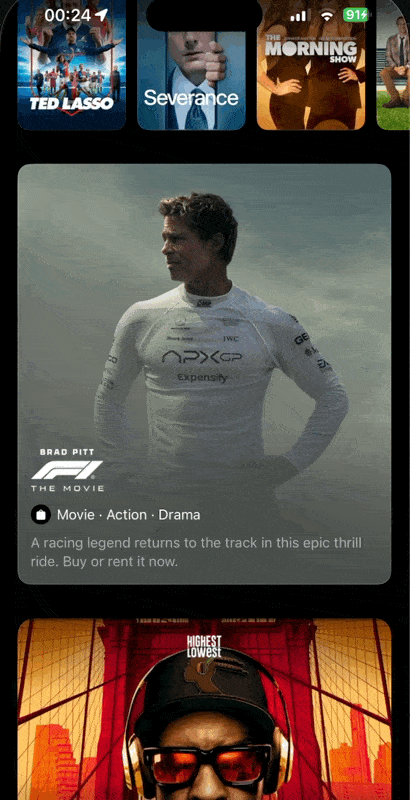 00:24
91
TED LASSO
Severance
THE
MORNING
SHOW
IWC
APXGP
Expensify
BRAD PITT
F1
THE MOVIE
Movie · Action · Drama
A racing legend returns to the track in this epic thrill
ride. Buy or rent it now.
HIGHEST
LOWEST